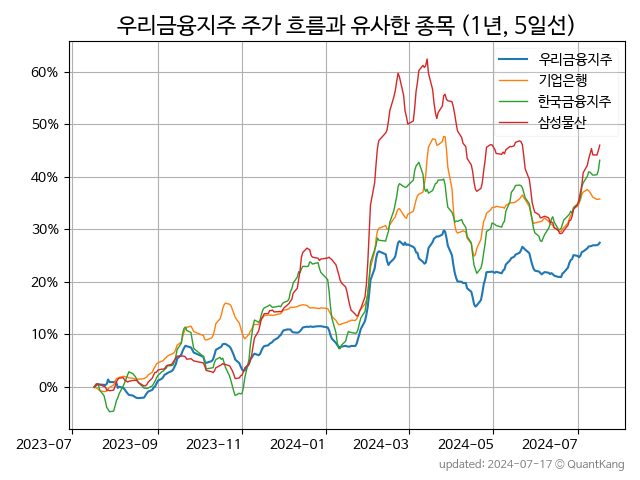 우리금융지주 주가 흐름과 유사한 종목 (1년, 5일선)
우리금융지주
기업은행
한국금융지주
삼성물산
60%
50%
40%
30%
20%
10%
0%
2023-07 2023-09 2023-11 2024-01 2024-03 2024-05 2024-07
updated: 2024-07-17 © QuantKang